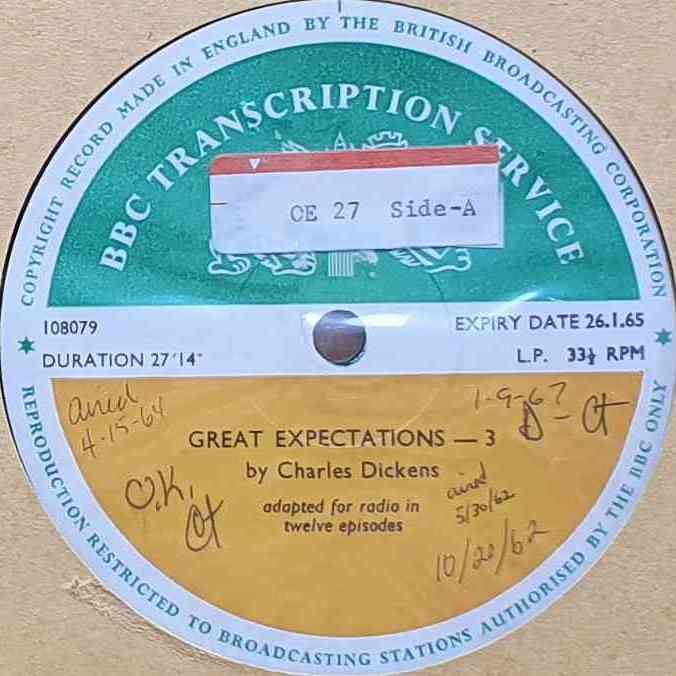 COPYRIGHT RECORD MADE IN ENGLAND BY THE BRITISH BROADCASTING CORPORATION
BBC TRANSCRIPTION SERVICE
OE 27 Side-A
108079
EXPIRY DATE 26.1.65
DURATION 27'14"
L.P. 33⅓ RPM
aired
4-15-64
1-9-67
D - Ct
GREAT EXPECTATIONS — 3
by Charles Dickens
O.K.
Ct
adapted for radio in
twelve episodes
aired
5/30/62
10/20/62
REPRODUCTION RESTRICTED TO BROADCASTING STATIONS AUTHORISED BY THE BBC ONLY